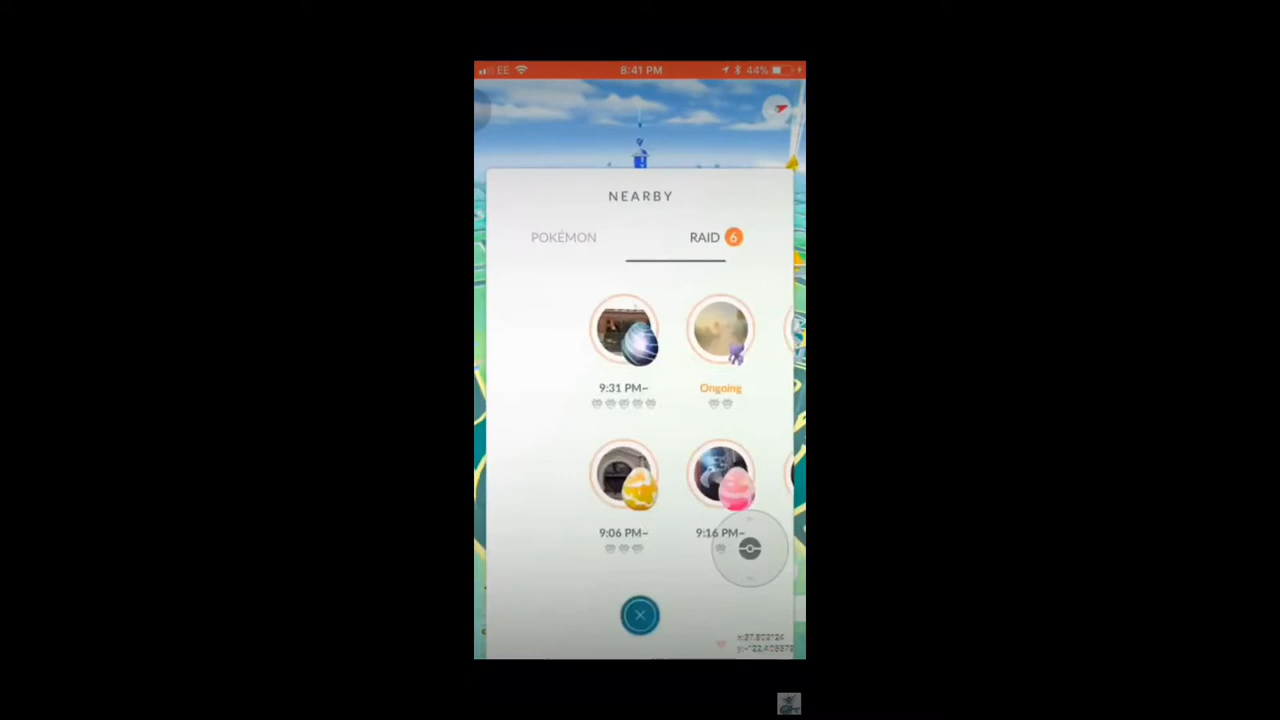 EE 8:41 PM 44%
NEARBY
POKÉMON RAID 6
9:31 PM~ Ongoing
9:06 PM~ 9:16 PM~